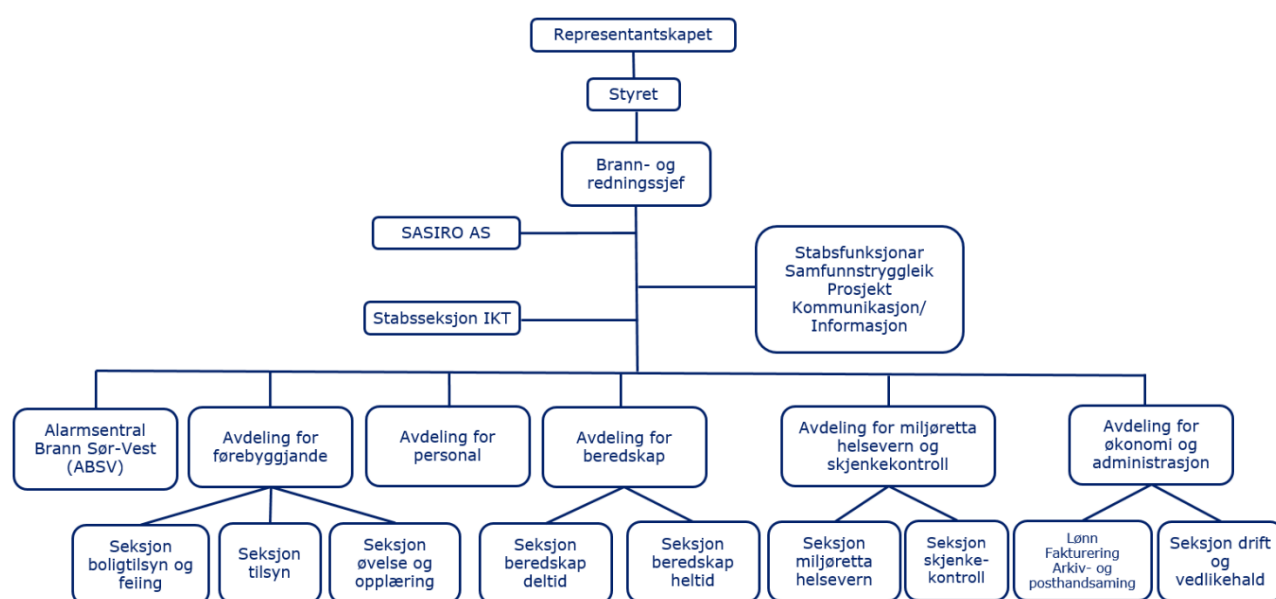 Representantskapet
Styret
Brann- og
redningssjef
SASIRO AS
Stabsfunksjonar
Samfunnstryggleik
Prosjekt
Kommunikasjon/
Informasjon
Stabsseksjon IKT
Alarmsentral
Brann Sør-Vest
(ABSV)
Avdeling for
førebyggjande
Avdeling for
personal
Avdeling for
beredskap
Avdeling for miljøretta
helsevern og
skjenkekontroll
Avdeling for
økonomi og
administrasjon
Seksjon
boligtilsyn og
feiing
Seksjon
tilsyn
Seksjon
øvelse og
opplæring
Seksjon
beredskap
deltid
Seksjon
beredskap
heltid
Seksjon
miljøretta
helsevern
Seksjon
skjenke-
kontroll
Lønn
Fakturering
Arkiv- og
posthandsaming
Seksjon drift
og
vedlikehald